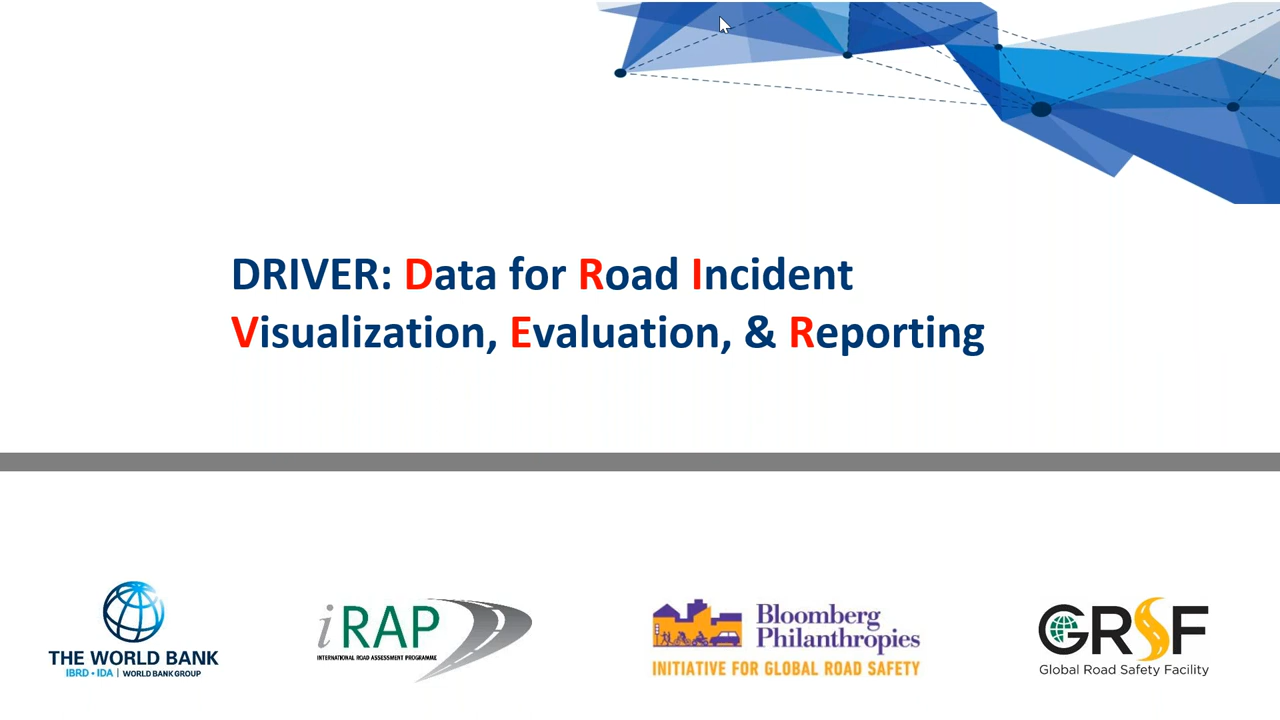 DRIVER: Data for Road Incident
Visualization, Evaluation, & Reporting
THE WORLD BANK
IBRD • IDA | WORLD BANK GROUP
iRAP
INTERNATIONAL ROAD ASSESSMENT PROGRAMME
Bloomberg
Philanthropies
INITIATIVE FOR GLOBAL ROAD SAFETY
GRSF
Global Road Safety Facility